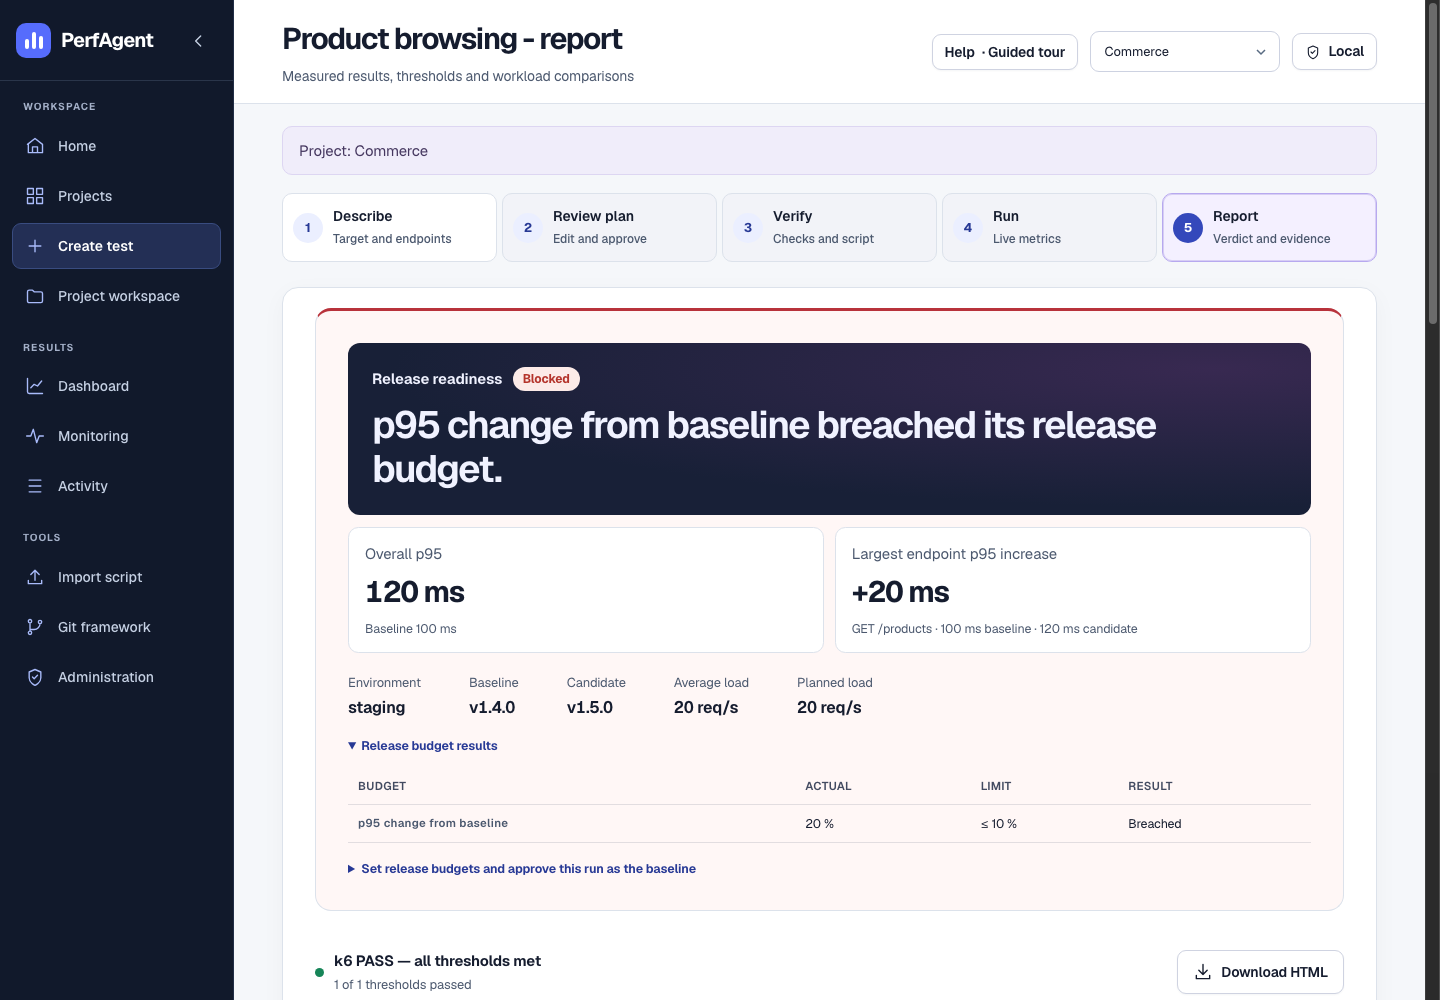 PerfAgent
WORKSPACE
Home
Projects
Create test
Project workspace
RESULTS
Dashboard
Monitoring
Activity
TOOLS
Import script
Git framework
Administration
Product browsing - report
Measured results, thresholds and workload comparisons
Help · Guided tour
Commerce
Local
Project: Commerce
1
Describe
Target and endpoints
2
Review plan
Edit and approve
3
Verify
Checks and script
4
Run
Live metrics
5
Report
Verdict and evidence
Release readiness Blocked
p95 change from baseline breached its release
budget.
Overall p95
120 ms
Baseline 100 ms
Largest endpoint p95 increase
+20 ms
GET /products · 100 ms baseline · 120 ms candidate
Environment Baseline Candidate Average load Planned load
staging v1.4.0 v1.5.0 20 req/s 20 req/s
▼ Release budget results
BUDGET ACTUAL LIMIT RESULT
p95 change from baseline 20 % ≤ 10 % Breached
▶ Set release budgets and approve this run as the baseline
k6 PASS — all thresholds met
1 of 1 thresholds passed
Download HTML